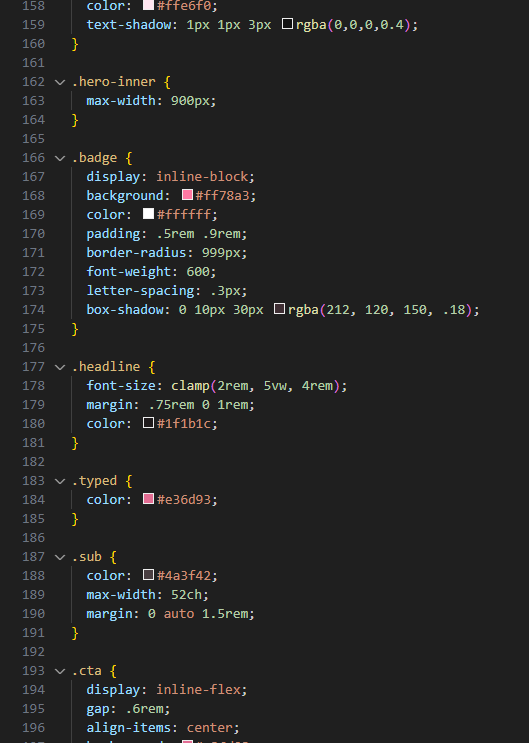 158 color: #ffe6f0;
159 text-shadow: 1px 1px 3px rgba(0,0,0,0.4);
160 }
161
162 .hero-inner {
163 max-width: 900px;
164 }
165
166 .badge {
167 display: inline-block;
168 background: #ff78a3;
169 color: #ffffff;
170 padding: .5rem .9rem;
171 border-radius: 999px;
172 font-weight: 600;
173 letter-spacing: .3px;
174 box-shadow: 0 10px 30px rgba(212, 120, 150, .18);
175 }
176
177 .headline {
178 font-size: clamp(2rem, 5vw, 4rem);
179 margin: .75rem 0 1rem;
180 color: #1f1b1c;
181 }
182
183 .typed {
184 color: #e36d93;
185 }
186
187 .sub {
188 color: #4a3f42;
189 max-width: 52ch;
190 margin: 0 auto 1.5rem;
191 }
192
193 .cta {
194 display: inline-flex;
195 gap: .6rem;
196 align-items: center;